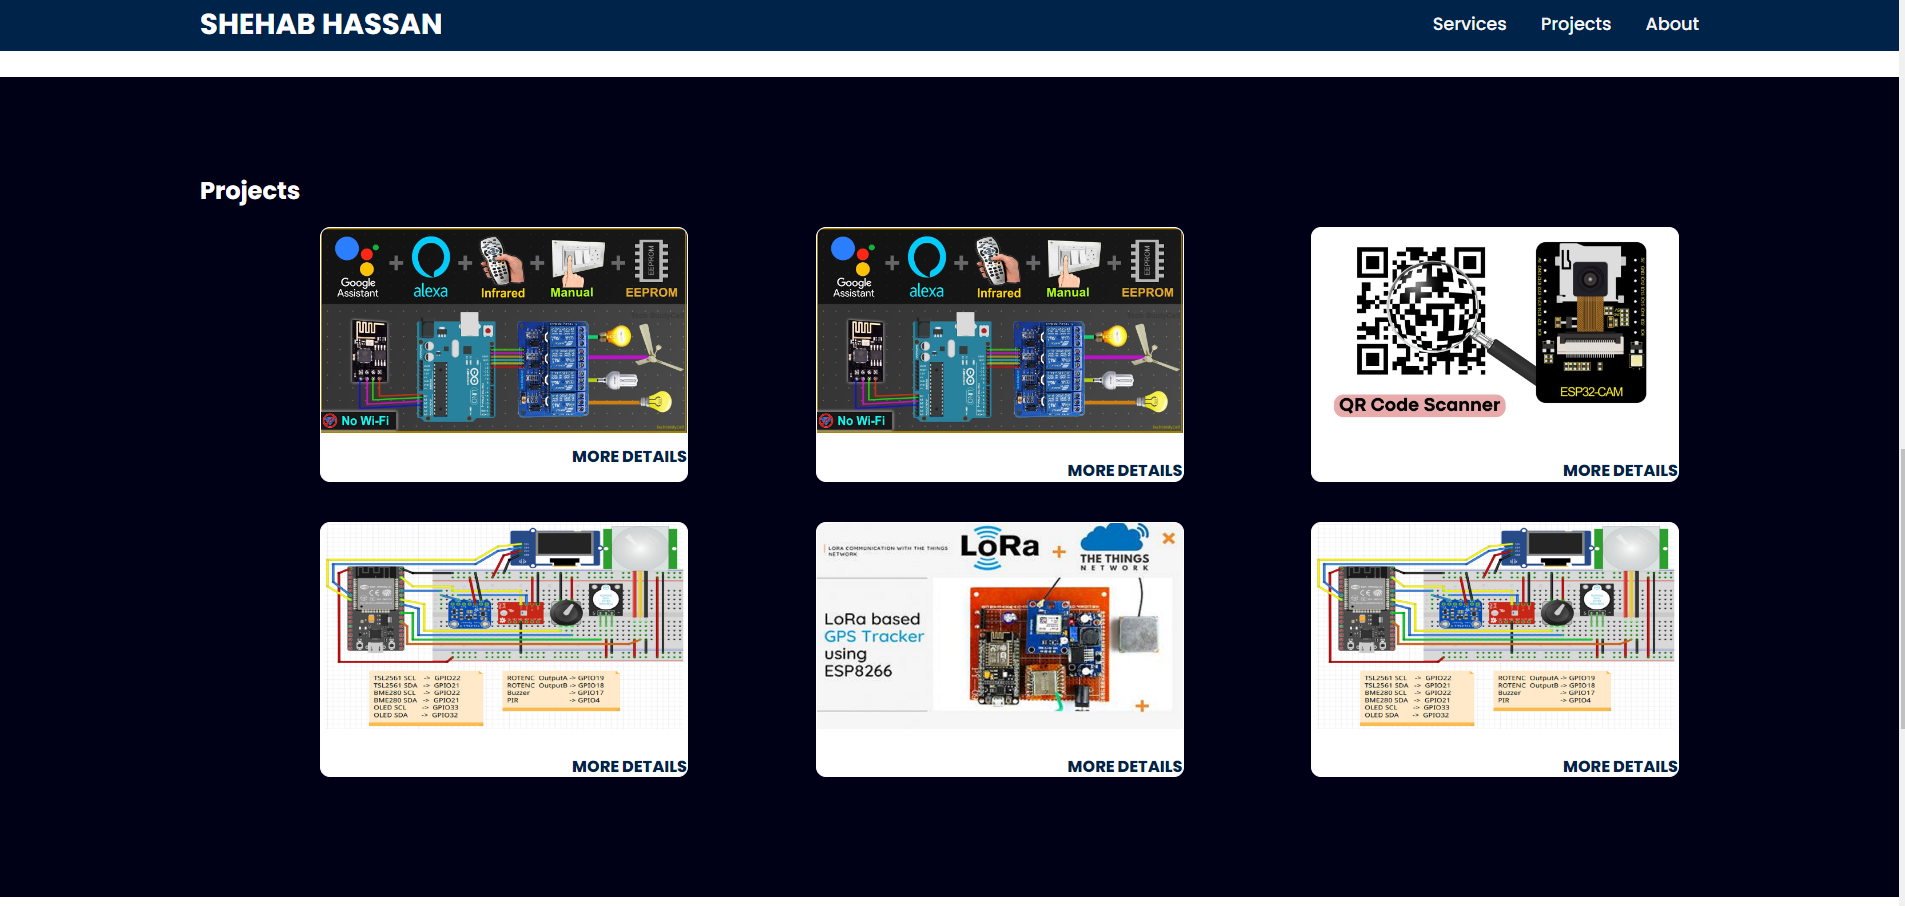 SHEHAB HASSAN
Services Projects About
Projects
Google Assistant + alexa + Infrared + Manual + EEPROM
EEPROM
No Wi-Fi
MORE DETAILS
Google Assistant + alexa + Infrared + Manual + EEPROM
EEPROM
No Wi-Fi
MORE DETAILS
ESP32-CAM
QR Code Scanner
MORE DETAILS
TSL2561 SCL -> GPIO22
TSL2561 SDA -> GPIO21
BME280 SCL -> GPIO22
BME280 SDA -> GPIO21
OLED SCL -> GPIO33
OLED SDA -> GPIO32
ROTENC OutputA -> GPIO19
ROTENC OutputB -> GPIO18
Buzzer -> GPIO17
PIR -> GPIO4
MORE DETAILS
LORA COMMUNICATION WITH THE THINGS
NETWORK
LoRa + THE THINGS
NETWORK
LoRa based
GPS Tracker
using
ESP8266
MORE DETAILS
TSL2561 SCL -> GPIO22
TSL2561 SDA -> GPIO21
BME280 SCL -> GPIO22
BME280 SDA -> GPIO21
OLED SCL -> GPIO33
OLED SDA -> GPIO32
ROTENC OutputA -> GPIO19
ROTENC OutputB -> GPIO18
Buzzer -> GPIO17
PIR -> GPIO4
MORE DETAILS